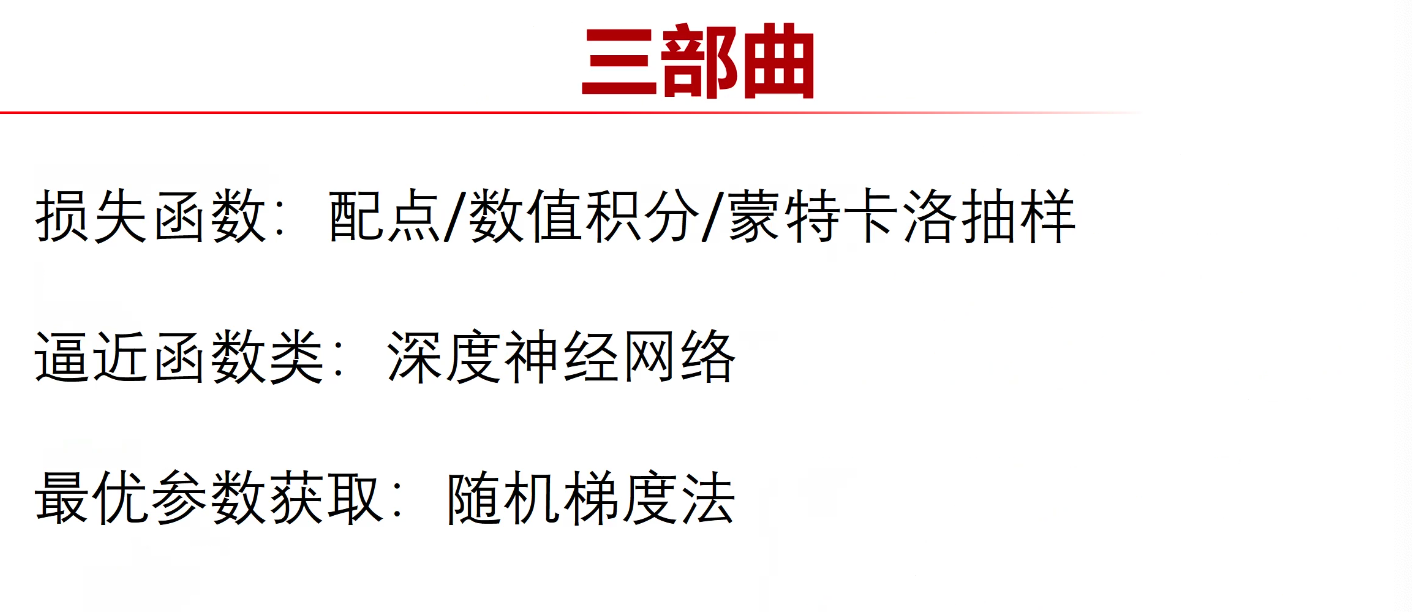 三部曲
损失函数：配点/数值积分/蒙特卡洛抽样
逼近函数类：深度神经网络
最优参数获取：随机梯度法